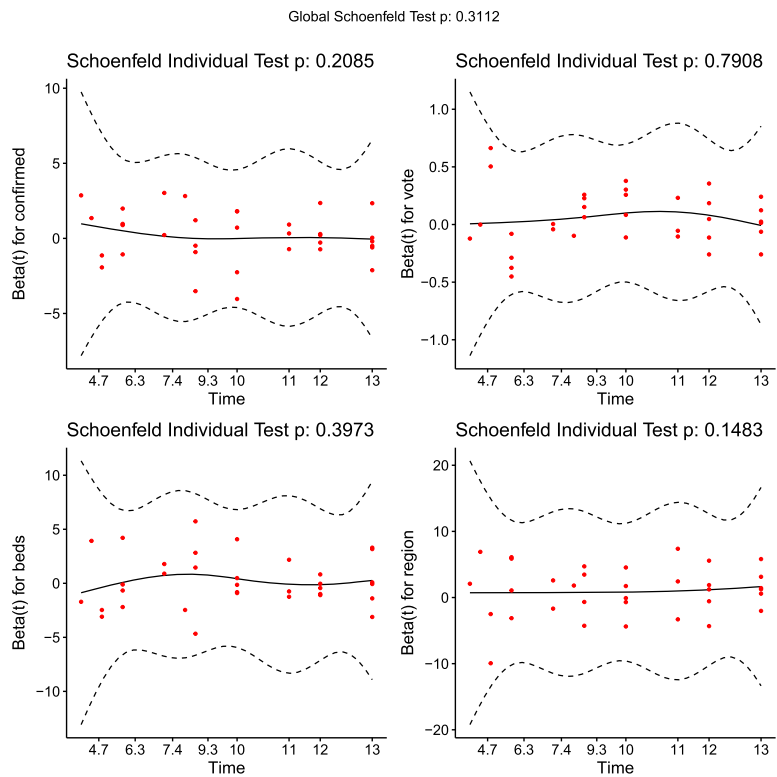 Global Schoenfeld Test p: 0.3112
Schoenfeld Individual Test p: 0.2085
Beta(t) for confirmed
10
5
0
−5
4.7 6.3 7.4 9.3 10 11 12 13
Time
Schoenfeld Individual Test p: 0.7908
Beta(t) for vote
1.0
0.5
0.0
−0.5
−1.0
4.7 6.3 7.4 9.3 10 11 12 13
Time
Schoenfeld Individual Test p: 0.3973
Beta(t) for beds
10
5
0
−5
−10
4.7 6.3 7.4 9.3 10 11 12 13
Time
Schoenfeld Individual Test p: 0.1483
Beta(t) for region
20
10
0
−10
−20
4.7 6.3 7.4 9.3 10 11 12 13
Time